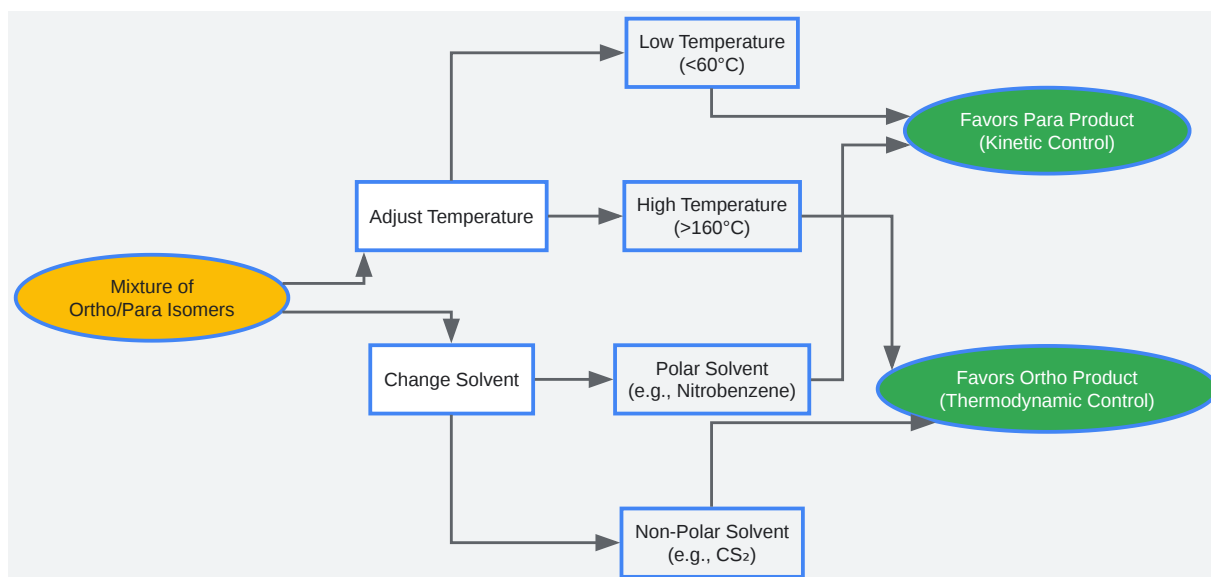 Mixture of
Ortho/Para Isomers
Adjust Temperature
Change Solvent
Low Temperature
(<60°C)
High Temperature
(>160°C)
Polar Solvent
(e.g., Nitrobenzene)
Non-Polar Solvent
(e.g., CS₂)
Favors Para Product
(Kinetic Control)
Favors Ortho Product
(Thermodynamic Control)